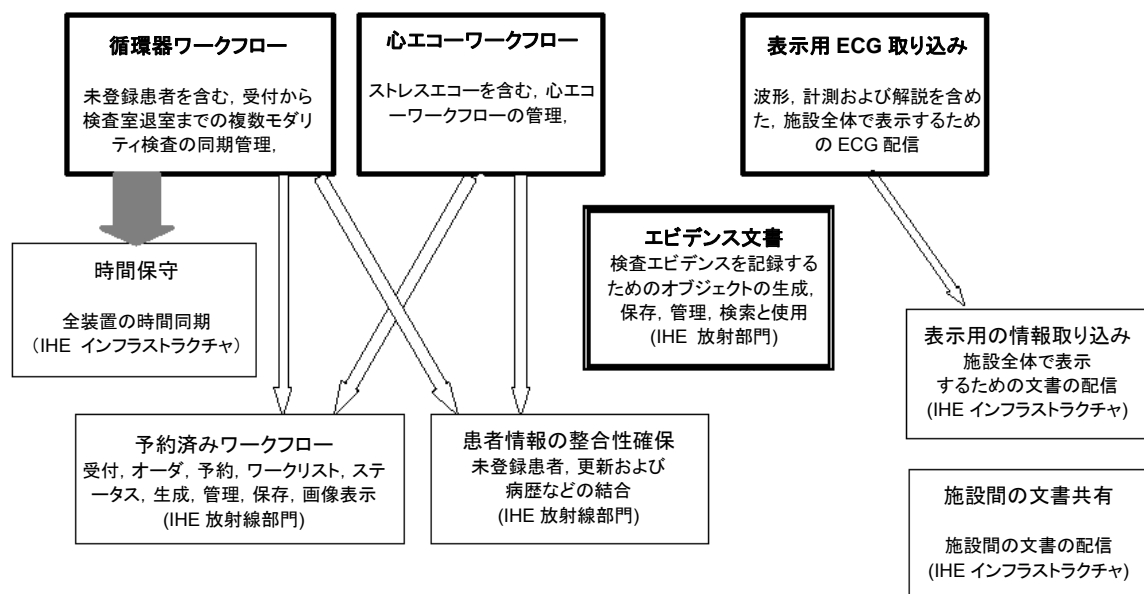 循環器ワークフロー
未登録患者を含む, 受付から
検査室退室までの複数モダリ
ティ検査の同期管理,
心エコーワークフロー
ストレスエコーを含む, 心エコ
ーワークフローの管理,
表示用 ECG 取り込み
波形, 計測および解説を含め
た, 施設全体で表示するため
の ECG 配信
エビデンス文書
検査エビデンスを記録する
ためのオブジェクトの生成,
保存, 管理, 検索と使用
(IHE 放射部門)
時間保守
全装置の時間同期
(IHE インフラストラクチャ)
表示用の情報取り込み
施設全体で表示
するための文書の配信
(IHE インフラストラクチャ)
予約済みワークフロー
受付, オーダ, 予約, ワークリスト, ステ
ータス, 生成, 管理, 保存, 画像表示
(IHE 放射線部門)
患者情報の整合性確保
未登録患者, 更新および
病歴などの結合
(IHE 放射線部門)
施設間の文書共有
施設間の文書の配信
(IHE インフラストラクチャ)